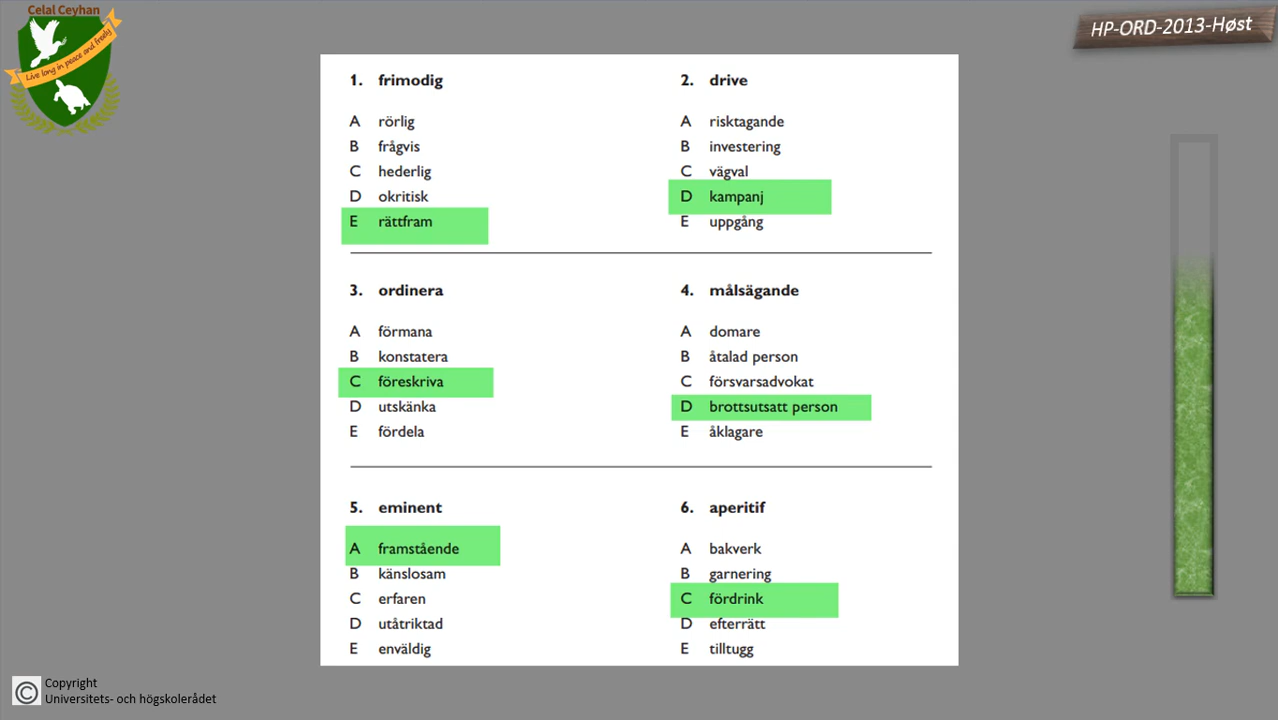 Celal Ceyhan
Live long in peace and freely
HP-ORD-2013-Høst
1. frimodig
A rörlig
B frågvis
C hederlig
D okritisk
E rättfram
2. drive
A risktagande
B investering
C vägval
D kampanj
E uppgång
3. ordinera
A förmana
B konstatera
C föreskriva
D utskänka
E fördela
4. målsägande
A domare
B åtalad person
C försvarsadvokat
D brottsutsatt person
E åklagare
5. eminent
A framstående
B känslosam
C erfaren
D utåtriktad
E enväldig
6. aperitif
A bakverk
B garnering
C fördrink
D efterrätt
E tilltugg
© Copyright
Universitets- och högskolerådet